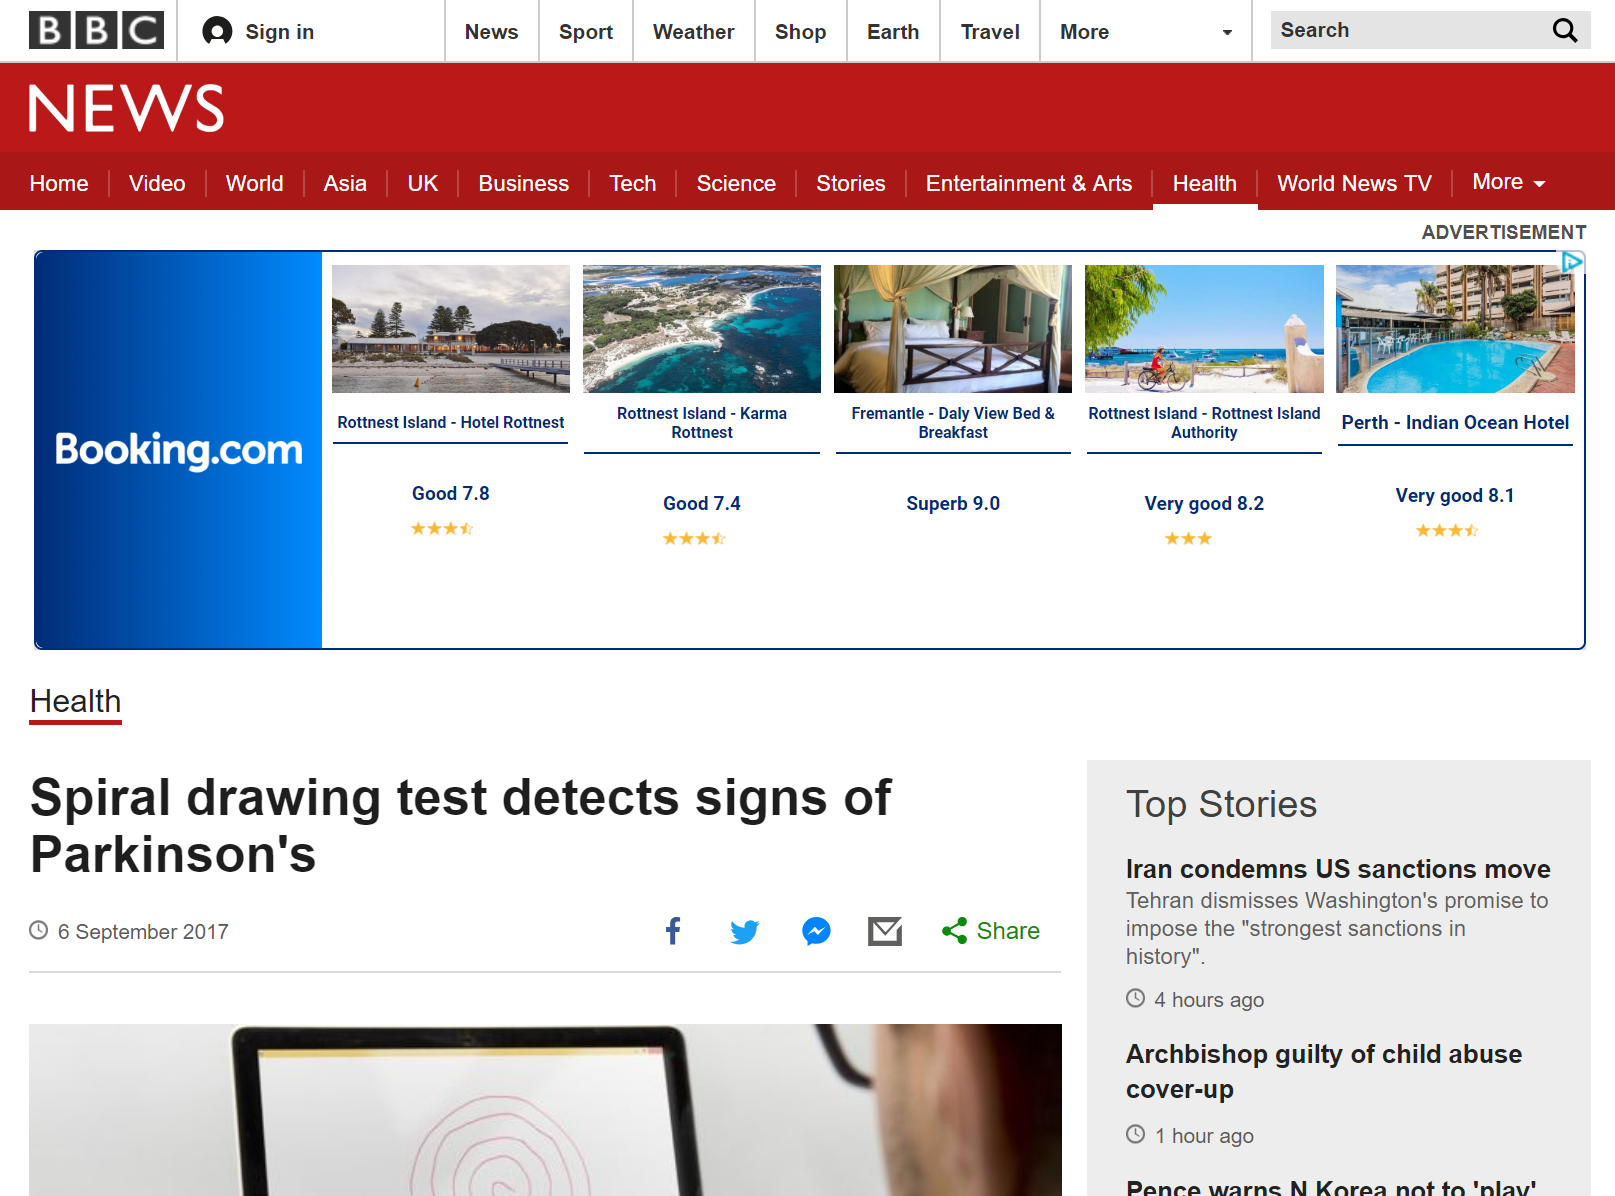 BBC
Sign in
News
Sport
Weather
Shop
Earth
Travel
More
Search
NEWS
Home
Video
World
Asia
UK
Business
Tech
Science
Stories
Entertainment & Arts
Health
World News TV
More
ADVERTISEMENT
Booking.com
Rottnest Island - Hotel Rottnest
Good 7.8
Rottnest Island - Karma
Rottnest
Good 7.4
Fremantle - Daly View Bed &
Breakfast
Superb 9.0
Rottnest Island - Rottnest Island
Authority
Very good 8.2
Perth - Indian Ocean Hotel
Very good 8.1
Health
Spiral drawing test detects signs of
Parkinson's
6 September 2017
Share
Top Stories
Iran condemns US sanctions move
Tehran dismisses Washington's promise to
impose the "strongest sanctions in
history".
4 hours ago
Archbishop guilty of child abuse
cover-up
1 hour ago
Pence warns N Korea not to 'play'